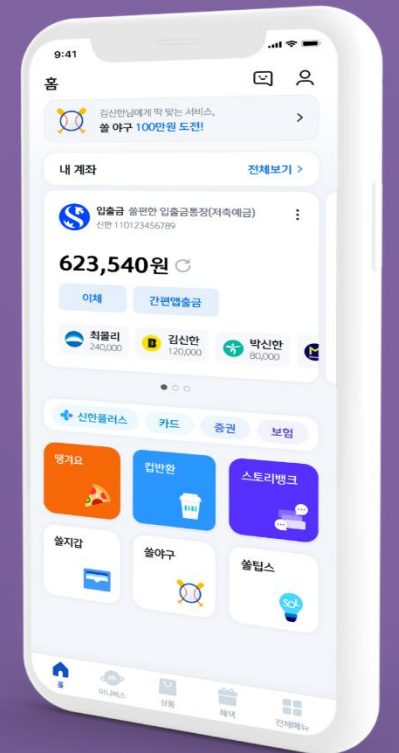 9:41
홈
김신한님에게 딱 맞는 서비스,
쏠 야구 100만원 도전!
내 계좌
전체보기 >
입출금 쏠편한 입출금통장(저축예금)
신한 110123456789
623,540원
이체
간편앱출금
최몰리
240,000
김신한
120,000
박신한
80,000
신한플러스
카드
증권
보험
땡겨요
컵반환
스토리뱅크
쏠지갑
쏠야구
쏠팁스
SOL
홈
유니버스
상품
혜택
전체메뉴